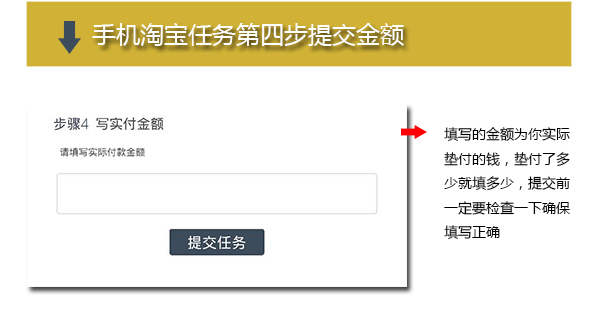 手机淘宝任务第四步提交金额
步骤4 写实付金额
请填写实际付款金额
提交任务
填写的金额为你实际
垫付的钱，垫付了多
少就填多少，提交前
一定要检查一下确保
填写正确